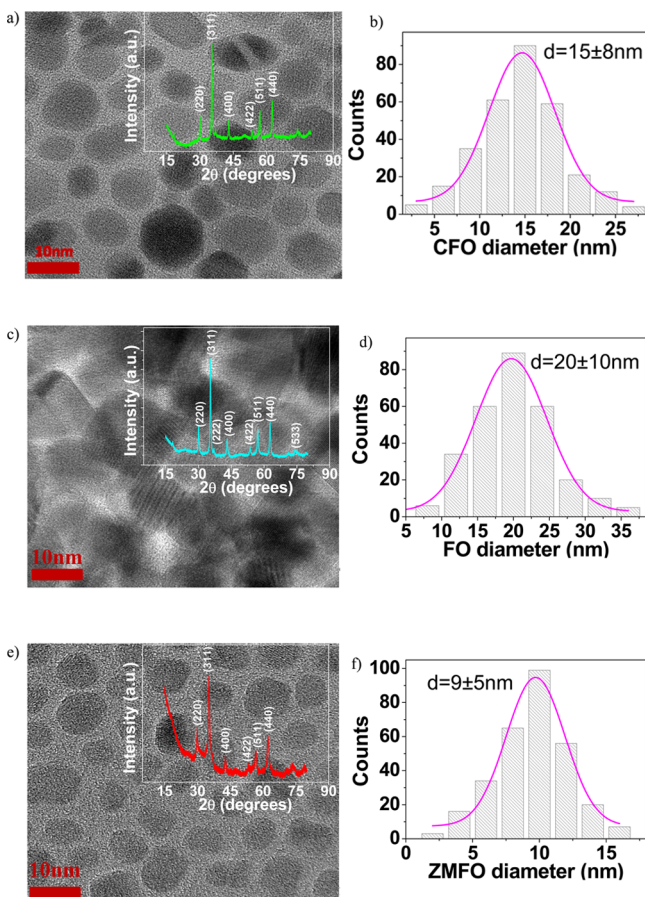 a)
Intensity (a.u.)
(220)
(311)
(400)
(422)
(511)
(440)
15 30 45 60 75 90
2θ (degrees)
10nm
b)
d=15±8nm
Counts
80
60
40
20
0
5 10 15 20 25
CFO diameter (nm)
c)
Intensity (a.u.)
(220)
(311)
(222)
(400)
(422)
(511)
(440)
(533)
15 30 45 60 75 90
2θ (degrees)
10nm
d)
d=20±10nm
Counts
80
60
40
20
0
5 10 15 20 25 30 35
FO diameter (nm)
e)
Intensity (a.u.)
(220)
(311)
(400)
(422)
(511)
(440)
15 30 45 60 75 90
2θ (degrees)
10nm
f)
d=9±5nm
Counts
100
80
60
40
20
0
0 5 10 15
ZMFO diameter (nm)